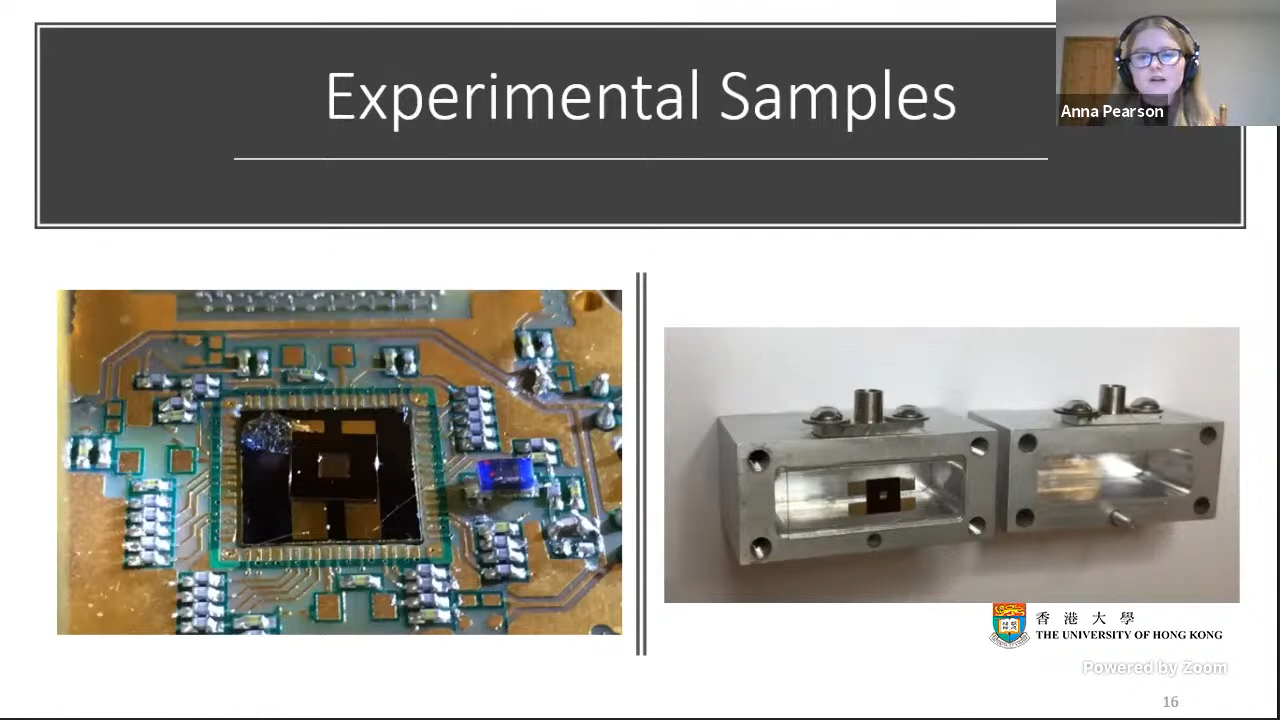 Experimental Samples
Anna Pearson
香港大學
THE UNIVERSITY OF HONG KONG
Powered by Zoom
16